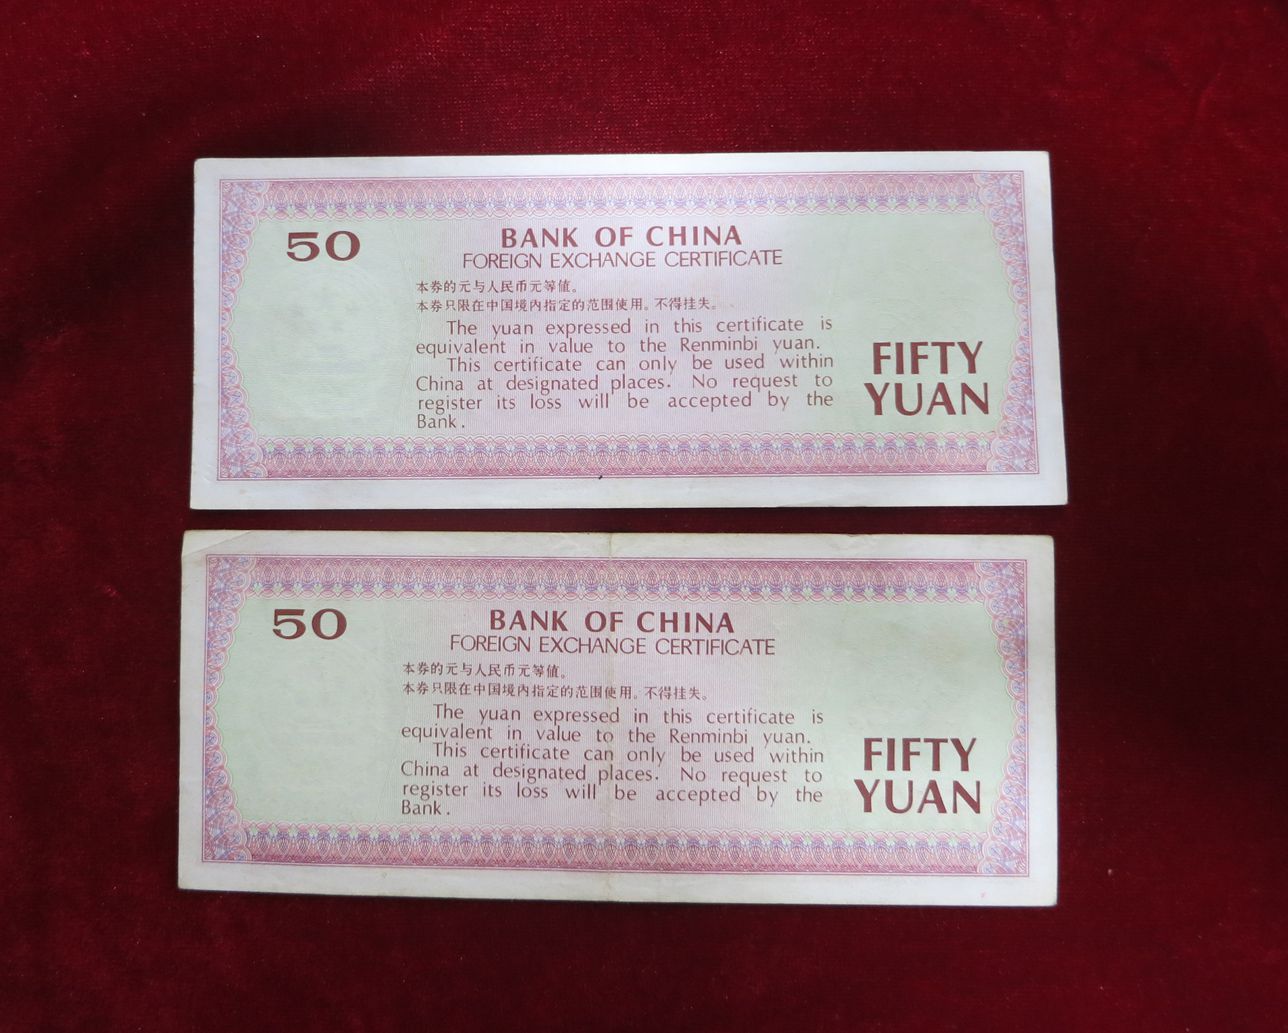 50
BANK OF CHINA
FOREIGN EXCHANGE CERTIFICATE
本券的元与人民币元等值。
本券只限在中国境内指定的范围使用。不得挂失。
The yuan expressed in this certificate is
equivalent in value to the Renminbi yuan.
This certificate can only be used within
China at designated places. No request to
register its loss will be accepted by the
Bank.
FIFTY
YUAN
50
BANK OF CHINA
FOREIGN EXCHANGE CERTIFICATE
本券的元与人民币元等值。
本券只限在中国境内指定的范围使用。不得挂失。
The yuan expressed in this certificate is
equivalent in value to the Renminbi yuan.
This certificate can only be used within
China at designated places. No request to
register its loss will be accepted by the
Bank.
FIFTY
YUAN